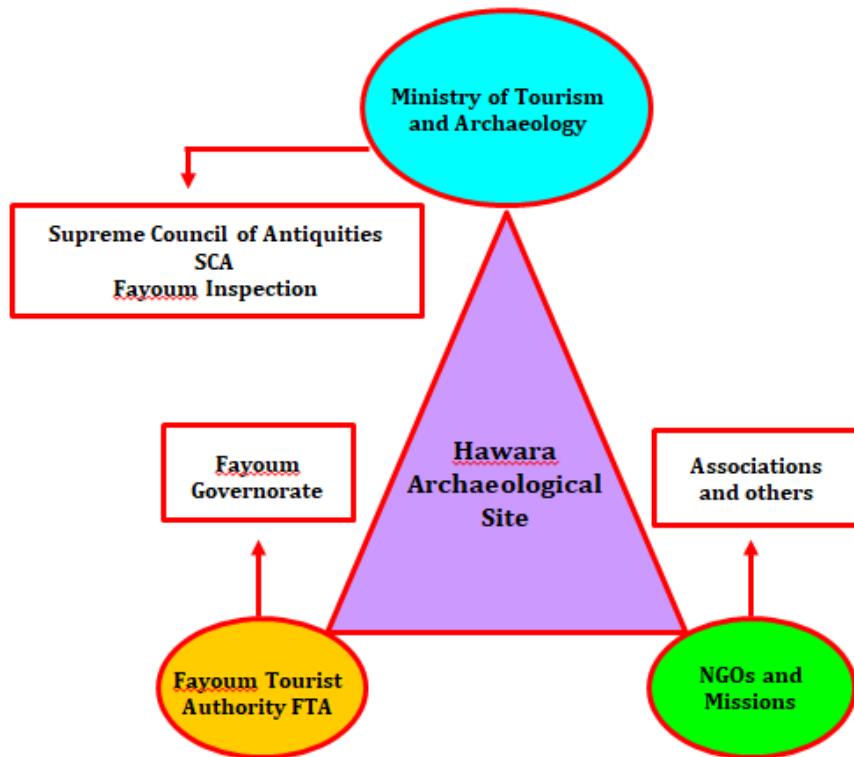 Ministry of Tourism
and Archaeology
Supreme Council of Antiquities
SCA
Fayoum Inspection
Fayoum
Governorate
Hawara
Archaeological
Site
Associations
and others
Fayoum Tourist
Authority FTA
NGOs and
Missions